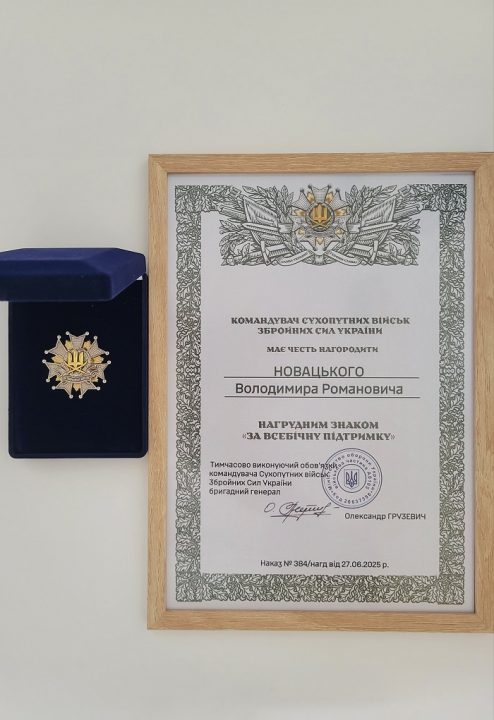 КОМАНДУВАЧ СУХОПУТНИХ ВІЙСЬК
ЗБРОЙНИХ СИЛ УКРАЇНИ
МАЄ ЧЕСТЬ НАГОРОДИТИ
НОВАЦЬКОГО
Володимира Романовича
НАГРУДНИМ ЗНАКОМ
«ЗА ВСЕБІЧНУ ПІДТРИМКУ»
Тимчасово виконуючий обов'язки
командувача Сухопутних військ
Збройних Сил України
бригадний генерал
Олександр ГРУЗЕВИЧ
Наказ № 384/нагд від 27.06.2025 р.